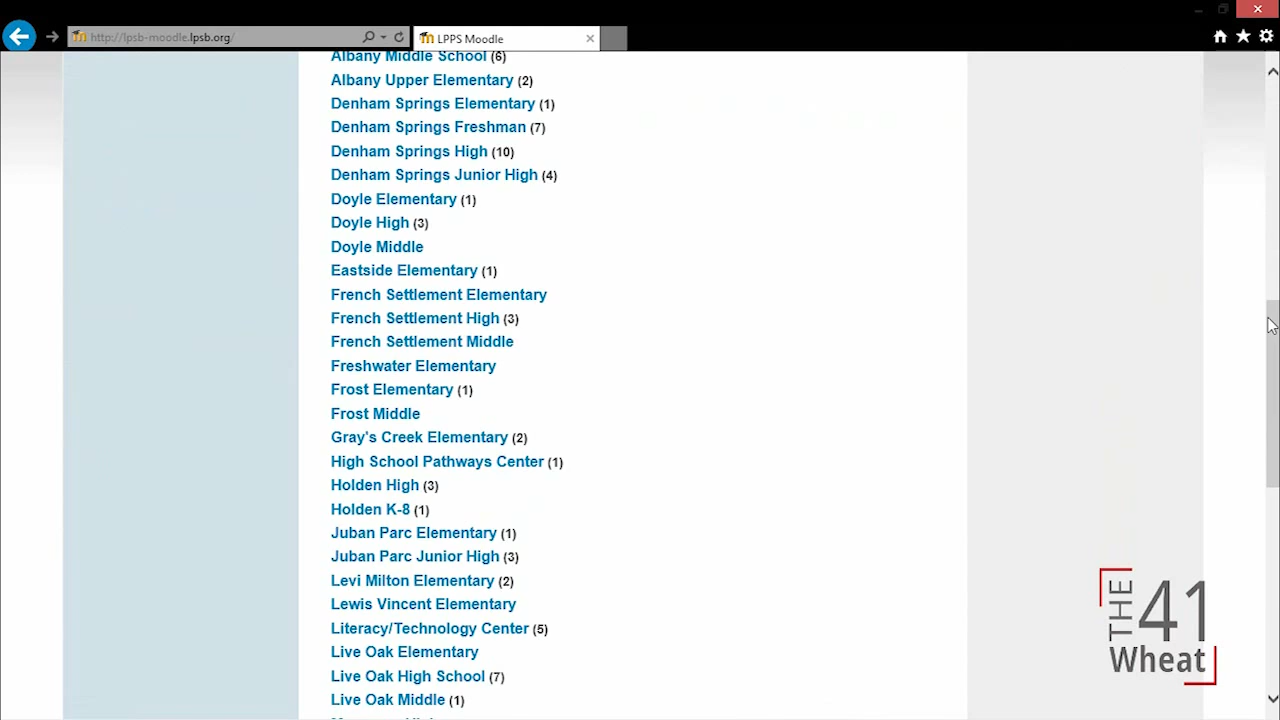 http://lpsb-moodle.lpsb.org/
LPPS Moodle
Albany Middle School (6)
Albany Upper Elementary (2)
Denham Springs Elementary (1)
Denham Springs Freshman (7)
Denham Springs High (10)
Denham Springs Junior High (4)
Doyle Elementary (1)
Doyle High (3)
Doyle Middle
Eastside Elementary (1)
French Settlement Elementary
French Settlement High (3)
French Settlement Middle
Freshwater Elementary
Frost Elementary (1)
Frost Middle
Gray's Creek Elementary (2)
High School Pathways Center (1)
Holden High (3)
Holden K-8 (1)
Juban Parc Elementary (1)
Juban Parc Junior High (3)
Levi Milton Elementary (2)
Lewis Vincent Elementary
Literacy/Technology Center (5)
Live Oak Elementary
Live Oak High School (7)
Live Oak Middle (1)
THE 41
Wheat